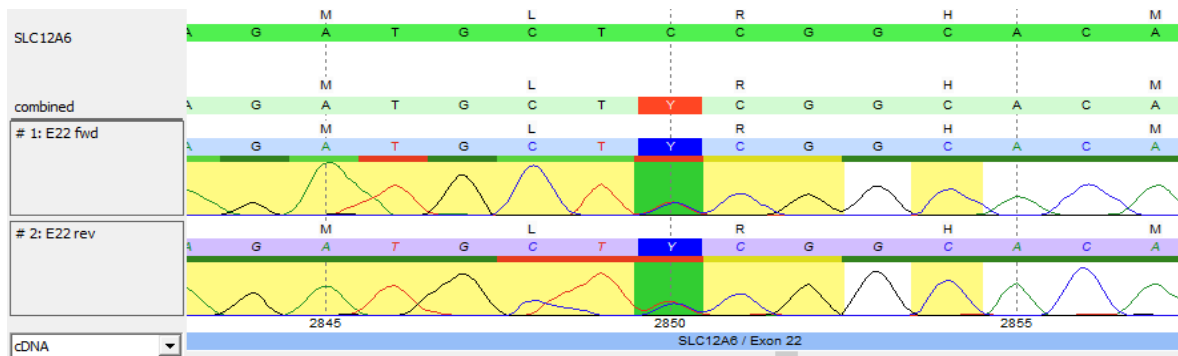 M L R H M
SLC12A6 A G A T G C T C C G G C A C A
M L R H M
combined A G A T G C T Y C G G C A C A
# 1: E22 fwd M L R H M
A G A T G C T Y C G G C A C A
# 2: E22 rev M L R H M
A G A T G C T Y C G G C A C A
2845 2850 2855
cDNA SLC12A6 / Exon 22